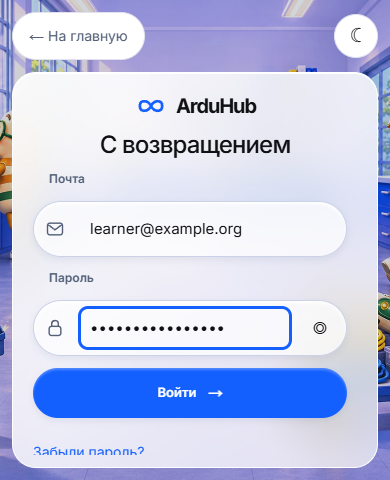 ← На главную
ArduHub
С возвращением
Почта
learner@example.org
Пароль
••••••••••••••••
Войти →
Забыли пароль?